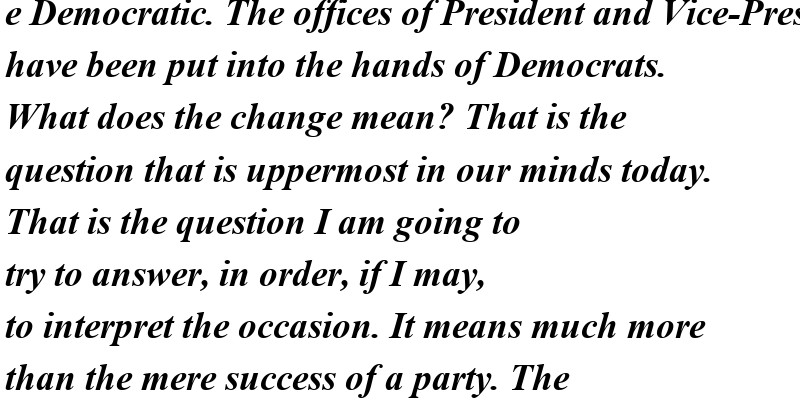 e Democratic. The offices of President and Vice-Pres
have been put into the hands of Democrats.
What does the change mean? That is the
question that is uppermost in our minds today.
That is the question I am going to
try to answer, in order, if I may,
to interpret the occasion. It means much more
than the mere success of a party. The